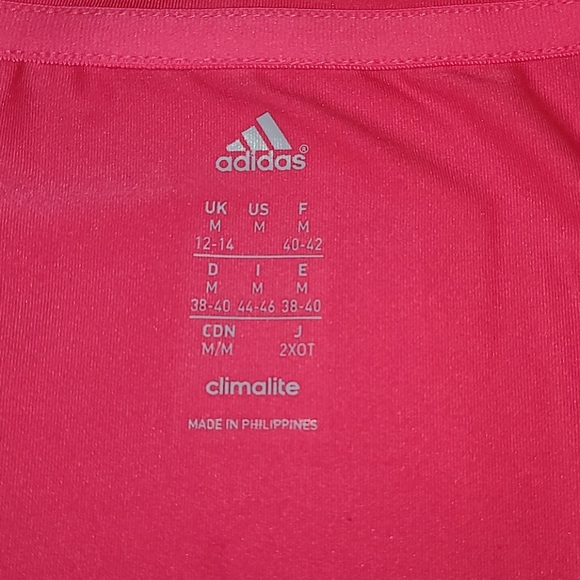 adidas®
UK US F
M M M
12-14 40-42
D I E
M M M
38-40 44-46 38-40
CDN J
M/M 2XOT
climalite
MADE IN PHILIPPINES